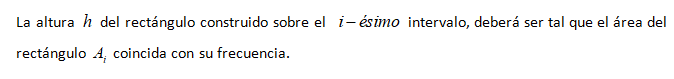 La altura h del rectángulo construido sobre el i−ésimo intervalo, deberá ser tal que el área del
rectángulo A_i coincida con su frecuencia.